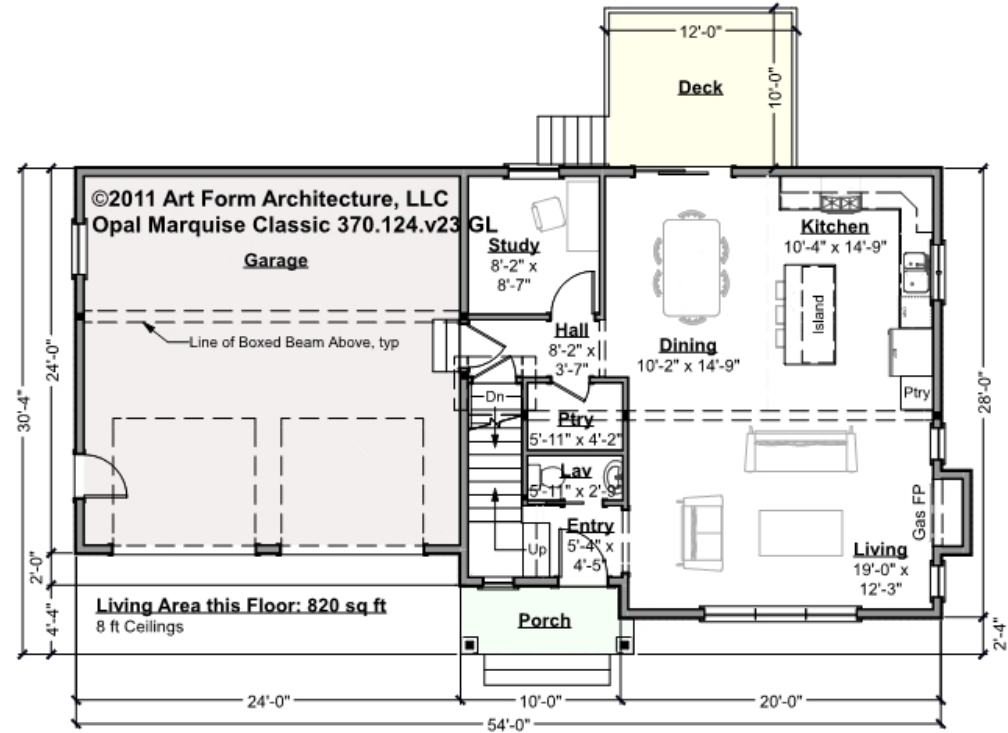 12'-0"
10'-0"
Deck
©2011 Art Form Architecture, LLC
Opal Marquise Classic 370.124.v23 GL
Garage
Study
8'-2" x
8'-7"
Kitchen
10'-4" x 14'-9"
Island
Line of Boxed Beam Above, typ
Hall
8'-2" x
3'-7"
Dining
10'-2" x 14'-9"
Dn
Ptry
Ptry
5'-11" x 4'-2"
Lav
5'-11" x 2'-9"
Entry
5'-4" x
4'-5"
Up
Gas FP
Living
19'-0" x
12'-3"
Living Area this Floor: 820 sq ft
8 ft Ceilings
Porch
30'-4"
24'-0"
2'-0"
4'-4"
28'-0"
2'-4"
24'-0"
10'-0"
20'-0"
54'-0"